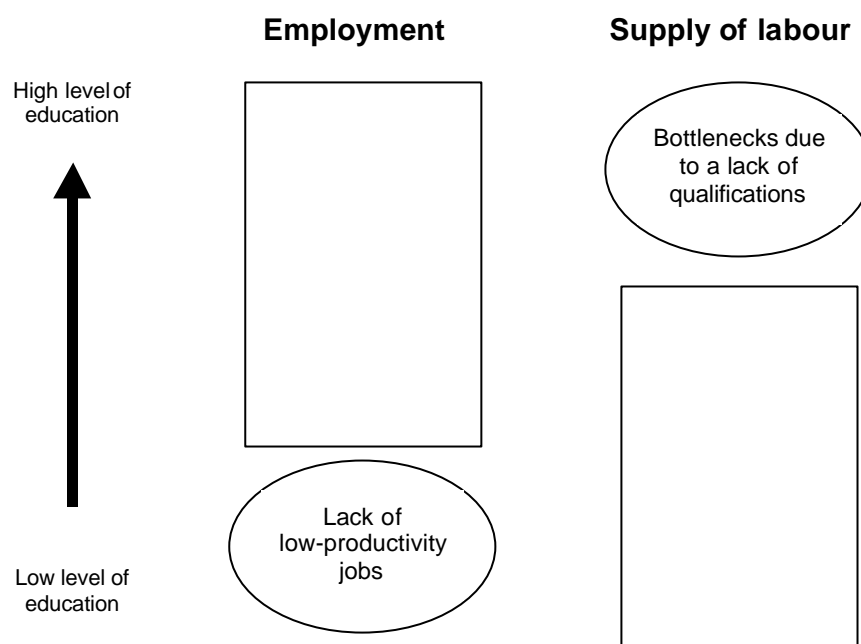 Employment
Supply of labour
High level of
education
Bottlenecks due
to a lack of
qualifications
Lack of
low-productivity
jobs
Low level of
education